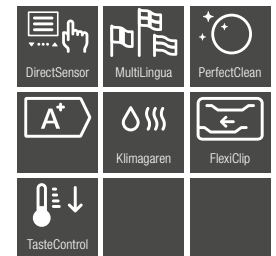 DirectSensor
MultiLingua
PerfectClean
A+
Klimagaren
FlexiClip
TasteControl